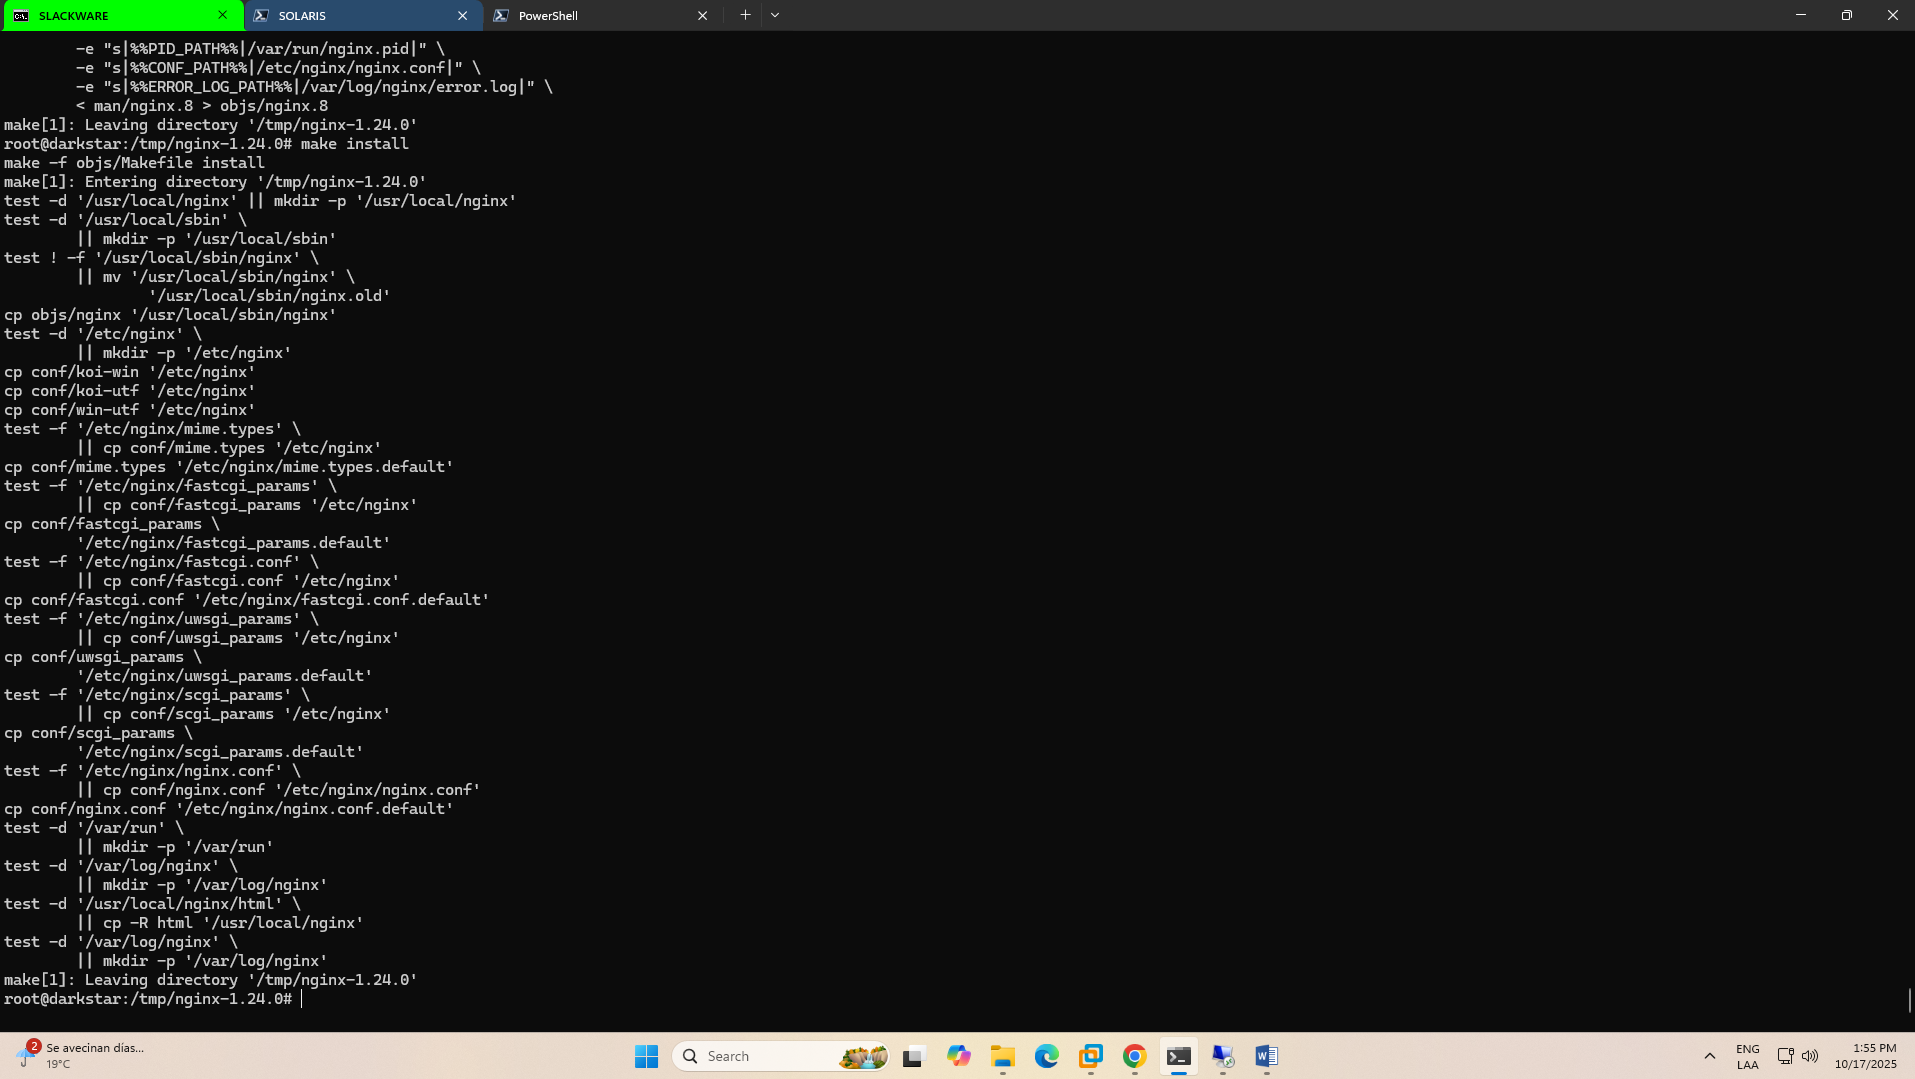 SLACKWARE
SOLARIS
PowerShell
-e "s|%%PID_PATH%%|/var/run/nginx.pid|" \
-e "s|%%CONF_PATH%%|/etc/nginx/nginx.conf|" \
-e "s|%%ERROR_LOG_PATH%%|/var/log/nginx/error.log|" \
< man/nginx.8 > objs/nginx.8
make[1]: Leaving directory '/tmp/nginx-1.24.0'
root@darkstar:/tmp/nginx-1.24.0# make install
make -f objs/Makefile install
make[1]: Entering directory '/tmp/nginx-1.24.0'
test -d '/usr/local/nginx' || mkdir -p '/usr/local/nginx'
test -d '/usr/local/sbin' \
|| mkdir -p '/usr/local/sbin'
test ! -f '/usr/local/sbin/nginx' \
|| mv '/usr/local/sbin/nginx' \
'/usr/local/sbin/nginx.old'
cp objs/nginx '/usr/local/sbin/nginx'
test -d '/etc/nginx' \
|| mkdir -p '/etc/nginx'
cp conf/koi-win '/etc/nginx'
cp conf/koi-utf '/etc/nginx'
cp conf/win-utf '/etc/nginx'
test -f '/etc/nginx/mime.types' \
|| cp conf/mime.types '/etc/nginx'
cp conf/mime.types '/etc/nginx/mime.types.default'
test -f '/etc/nginx/fastcgi_params' \
|| cp conf/fastcgi_params '/etc/nginx'
cp conf/fastcgi_params \
'/etc/nginx/fastcgi_params.default'
test -f '/etc/nginx/fastcgi.conf' \
|| cp conf/fastcgi.conf '/etc/nginx'
cp conf/fastcgi.conf '/etc/nginx/fastcgi.conf.default'
test -f '/etc/nginx/uwsgi_params' \
|| cp conf/uwsgi_params '/etc/nginx'
cp conf/uwsgi_params \
'/etc/nginx/uwsgi_params.default'
test -f '/etc/nginx/scgi_params' \
|| cp conf/scgi_params '/etc/nginx'
cp conf/scgi_params \
'/etc/nginx/scgi_params.default'
test -f '/etc/nginx/nginx.conf' \
|| cp conf/nginx.conf '/etc/nginx/nginx.conf'
cp conf/nginx.conf '/etc/nginx/nginx.conf.default'
test -d '/var/run' \
|| mkdir -p '/var/run'
test -d '/var/log/nginx' \
|| mkdir -p '/var/log/nginx'
test -d '/usr/local/nginx/html' \
|| cp -R html '/usr/local/nginx'
test -d '/var/log/nginx' \
|| mkdir -p '/var/log/nginx'
make[1]: Leaving directory '/tmp/nginx-1.24.0'
root@darkstar:/tmp/nginx-1.24.0#
2
Se avecinan días...
19°C
Search
ENG
LAA
1:55 PM
10/17/2025